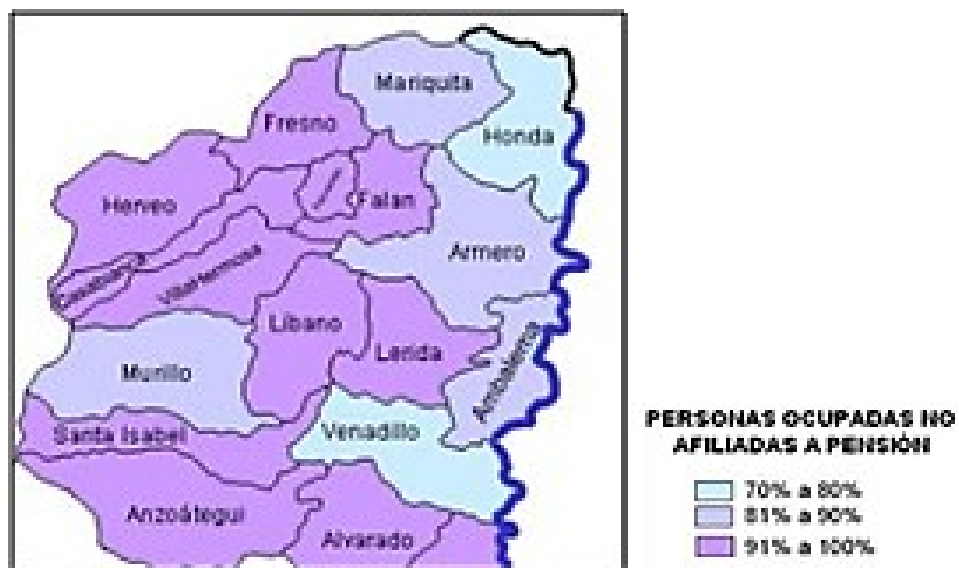 Mariquita
Fresno
Honda
Herveo
Falan
Armero
Casabianca
Villahermosa
Líbano
Lerida
Ambalema
Murillo
Santa Isabel
Venadillo
Anzoátegui
Alvarado
PERSONAS OCUPADAS NO
AFILIADAS A PENSIÓN
70% a 80%
81% a 90%
91% a 100%